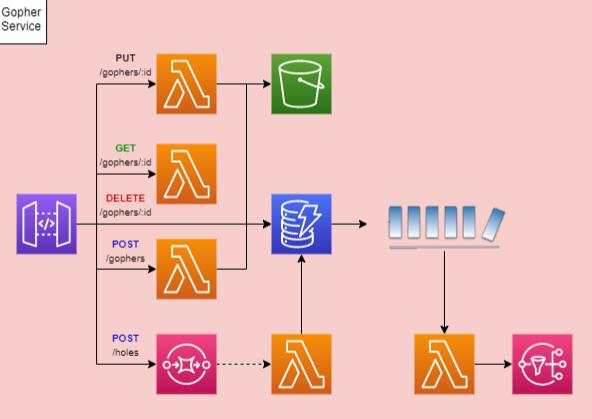 Gopher
Service
PUT
/gophers/:id
GET
/gophers/:id
DELETE
/gophers/:id
POST
/gophers
POST
/holes